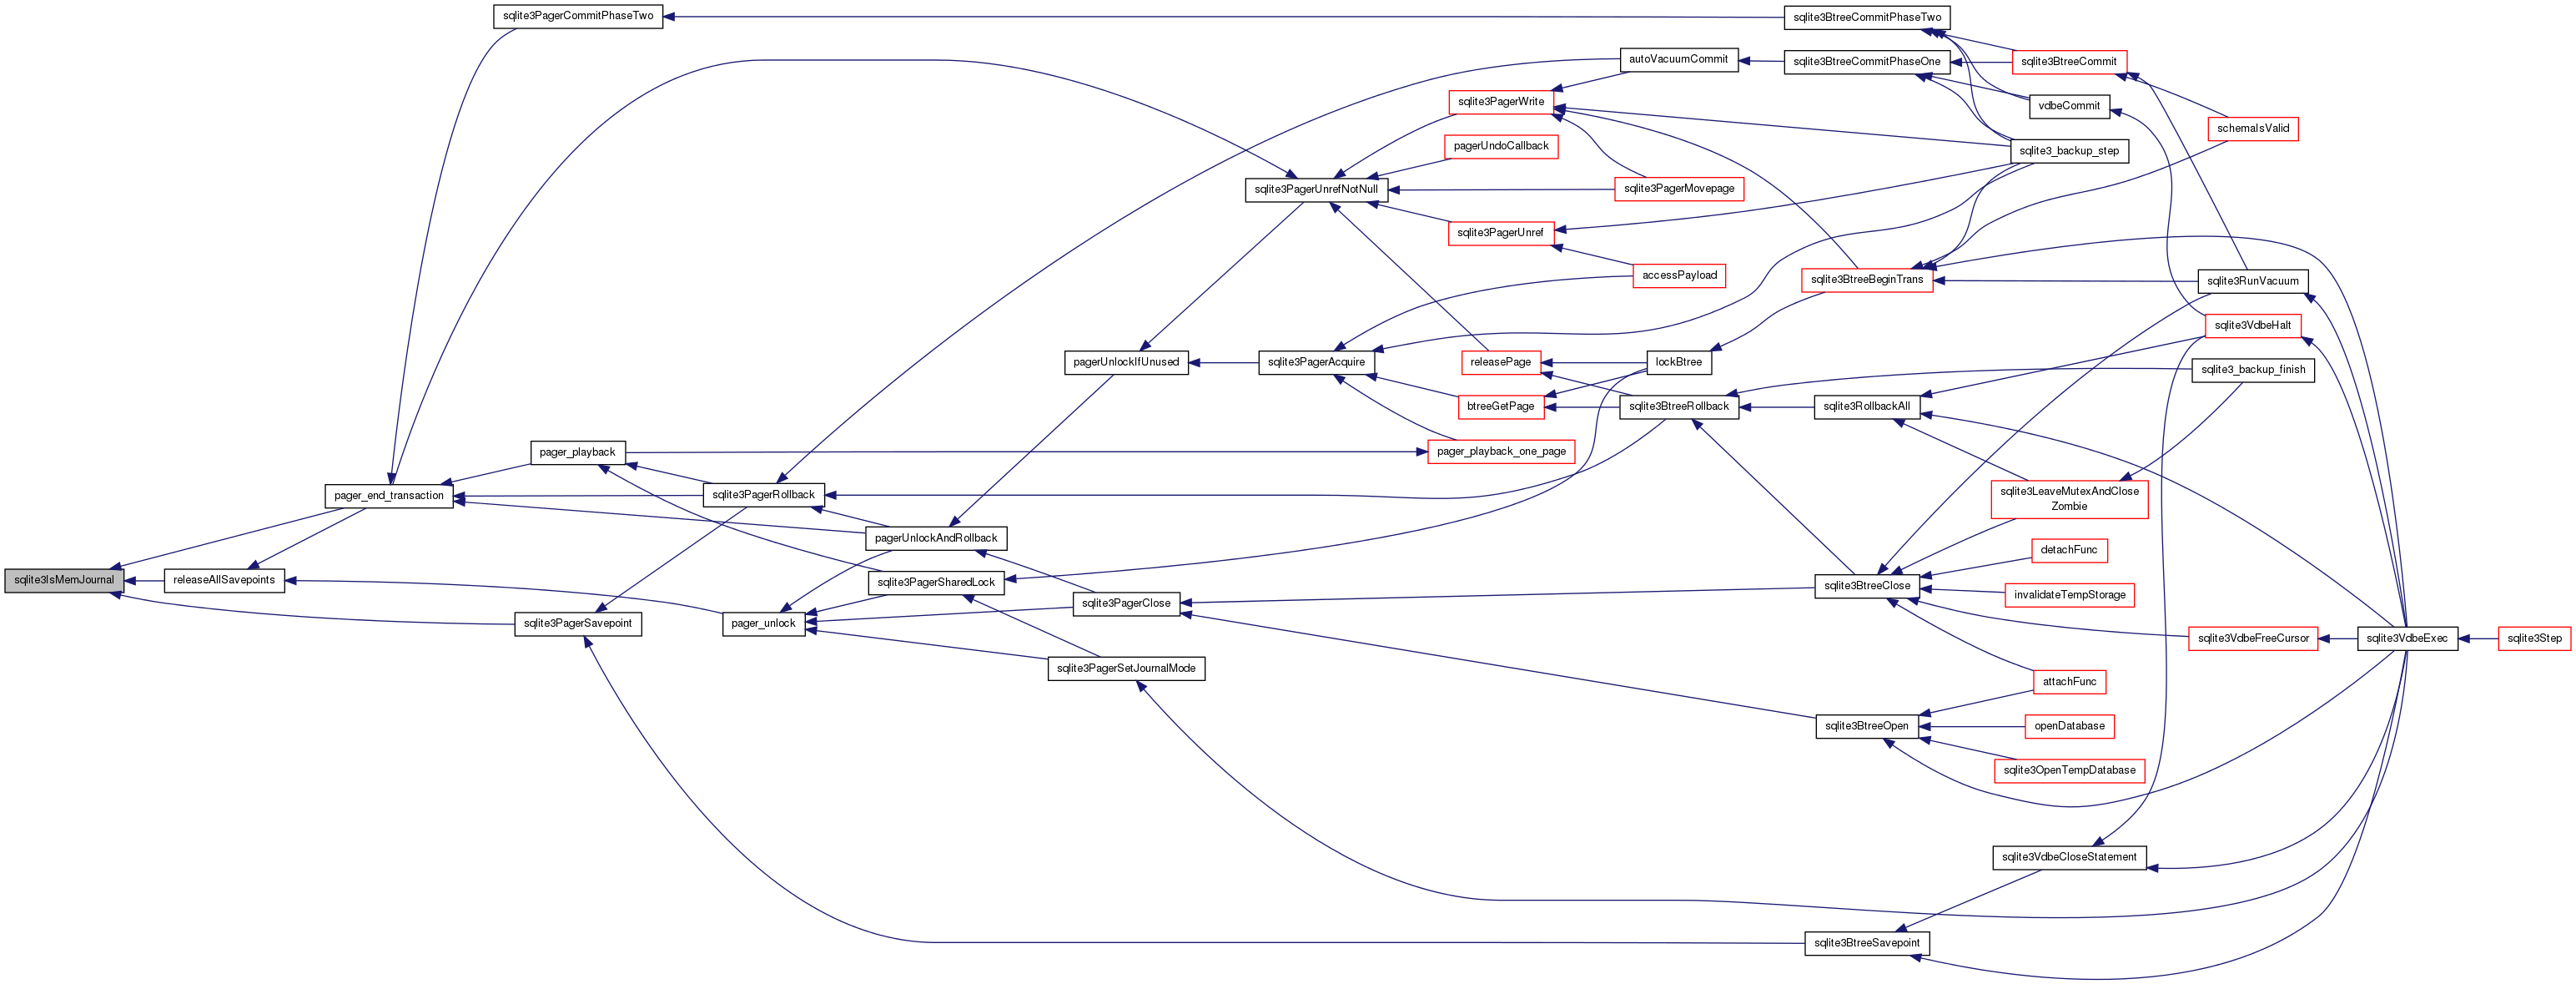 sqlite3PagerCommitPhaseTwo
sqlite3BtreeCommitPhaseTwo
autoVacuumCommit
sqlite3BtreeCommitPhaseOne
sqlite3BtreeCommit
sqlite3PagerWrite
vdbeCommit
schemaIsValid
pagerUndoCallback
sqlite3_backup_step
sqlite3PagerUnrefNotNull
sqlite3PagerMovepage
sqlite3PagerUnref
accessPayload
sqlite3BtreeBeginTrans
sqlite3RunVacuum
sqlite3VdbeHalt
pagerUnlockIfUnused
sqlite3PagerAcquire
releasePage
lockBtree
sqlite3_backup_finish
btreeGetPage
sqlite3BtreeRollback
sqlite3RollbackAll
pager_playback
pager_playback_one_page
pager_end_transaction
sqlite3PagerRollback
sqlite3LeaveMutexAndClose
Zombie
pagerUnlockAndRollback
detachFunc
sqlite3IsMemJournal
releaseAllSavepoints
sqlite3PagerSharedLock
sqlite3BtreeClose
invalidateTempStorage
sqlite3PagerClose
sqlite3PagerSavepoint
pager_unlock
sqlite3VdbeFreeCursor
sqlite3VdbeExec
sqlite3Step
sqlite3PagerSetJournalMode
attachFunc
sqlite3BtreeOpen
openDatabase
sqlite3OpenTempDatabase
sqlite3VdbeCloseStatement
sqlite3BtreeSavepoint